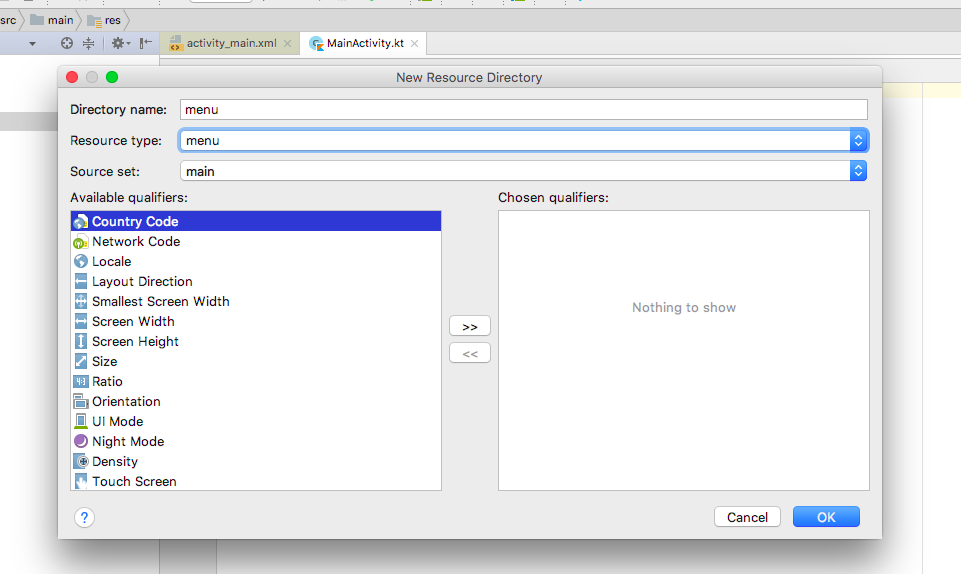 src main res
activity_main.xml MainActivity.kt
New Resource Directory
Directory name: menu
Resource type: menu
Source set: main
Available qualifiers: Chosen qualifiers:
Country Code
Network Code
Locale
Layout Direction
Smallest Screen Width
Nothing to show
Screen Width
>>
Screen Height
<<
Size
Ratio
Orientation
UI Mode
Night Mode
Density
Touch Screen
? Cancel OK